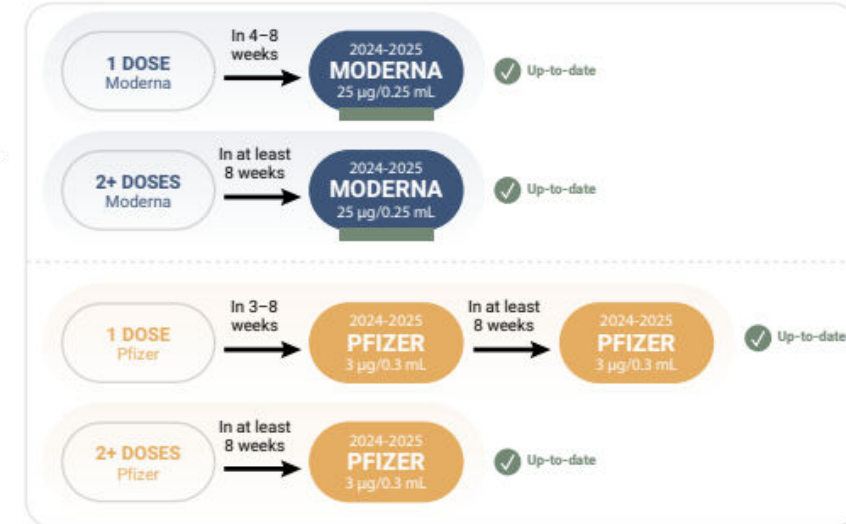 1 DOSE
Moderna
In 4–8
weeks
2024-2025
MODERNA
25 µg/0.25 mL
Up-to-date
2+ DOSES
Moderna
In at least
8 weeks
2024-2025
MODERNA
25 µg/0.25 mL
Up-to-date
1 DOSE
Pfizer
In 3–8
weeks
2024-2025
PFIZER
3 µg/0.3 mL
In at least
8 weeks
2024-2025
PFIZER
3 µg/0.3 mL
Up-to-date
2+ DOSES
Pfizer
In at least
8 weeks
2024-2025
PFIZER
3 µg/0.3 mL
Up-to-date